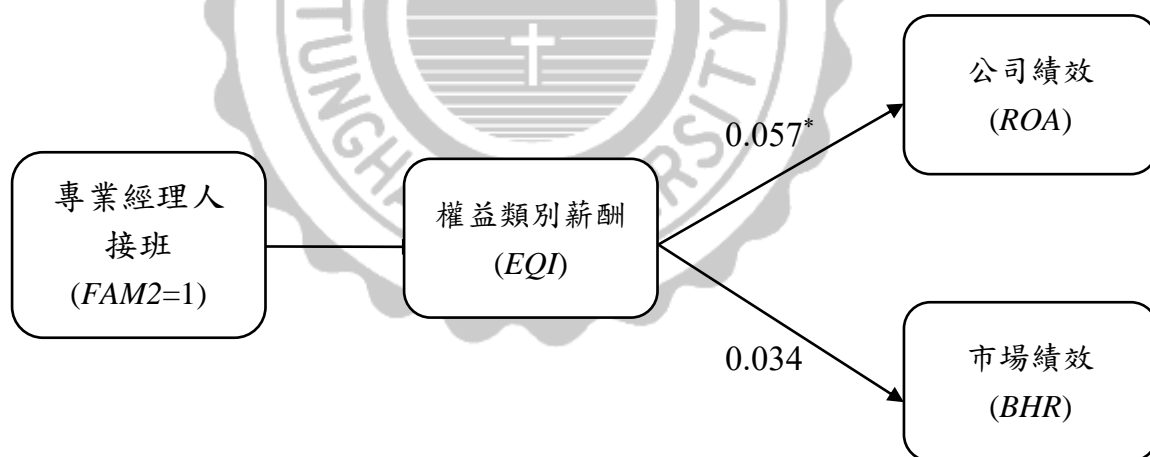 公司績效
(ROA)
0.057*
專業經理人
接班
(FAM2=1)
權益類別薪酬
(EQI)
0.034
市場績效
(BHR)